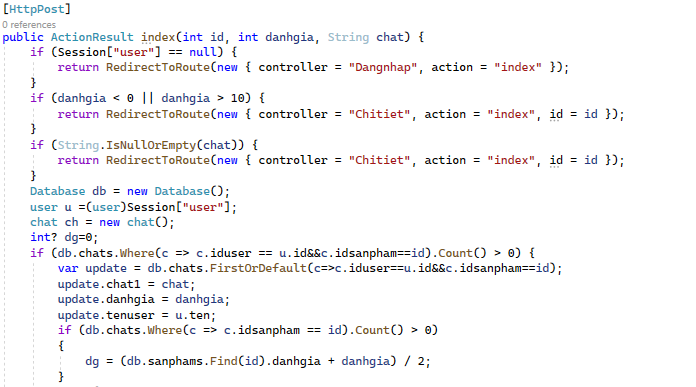 [HttpPost]
0 references
public ActionResult index(int id, int danhgia, String chat) {
if (Session["user"] == null) {
return RedirectToRoute(new { controller = "Dangnhap", action = "index" });
}
if (danhgia < 0 || danhgia > 10) {
return RedirectToRoute(new { controller = "Chitiet", action = "index", id = id });
}
if (String.IsNullOrEmpty(chat)) {
return RedirectToRoute(new { controller = "Chitiet", action = "index", id = id });
}
Database db = new Database();
user u =(user)Session["user"];
chat ch = new chat();
int? dg=0;
if (db.chats.Where(c => c.iduser == u.id&&c.idsanpham==id).Count() > 0) {
var update = db.chats.FirstOrDefault(c=>c.iduser==u.id&&c.idsanpham==id);
update.chat1 = chat;
update.danhgia = danhgia;
update.tenuser = u.ten;
if (db.chats.Where(c => c.idsanpham == id).Count() > 0)
{
dg = (db.sanphams.Find(id).danhgia + danhgia) / 2;
}